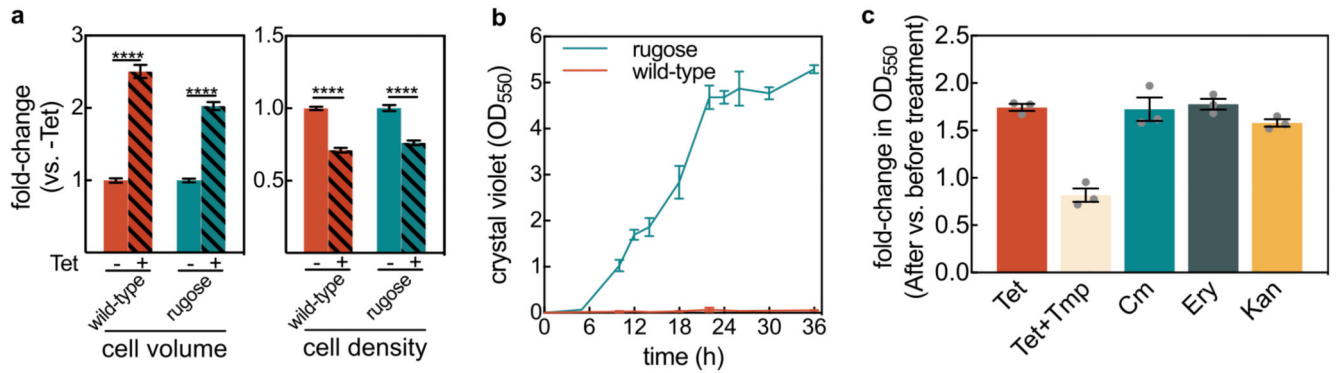 a
fold-change
(vs. -Tet)
3
2
1
**** ****
1.5
1.0
0.5
**** ****
Tet - + - + - + - +
wild-type rugose wild-type rugose
cell volume cell density
b
crystal violet (OD550)
6
5
4
3
2
1
0
rugose
wild-type
0 6 12 18 24 30 36
time (h)
c
fold-change in OD550
(After vs. before treatment)
2.5
2.0
1.5
1.0
0.5
0.0
Tet Tet+Tmp Cm Ery Kan